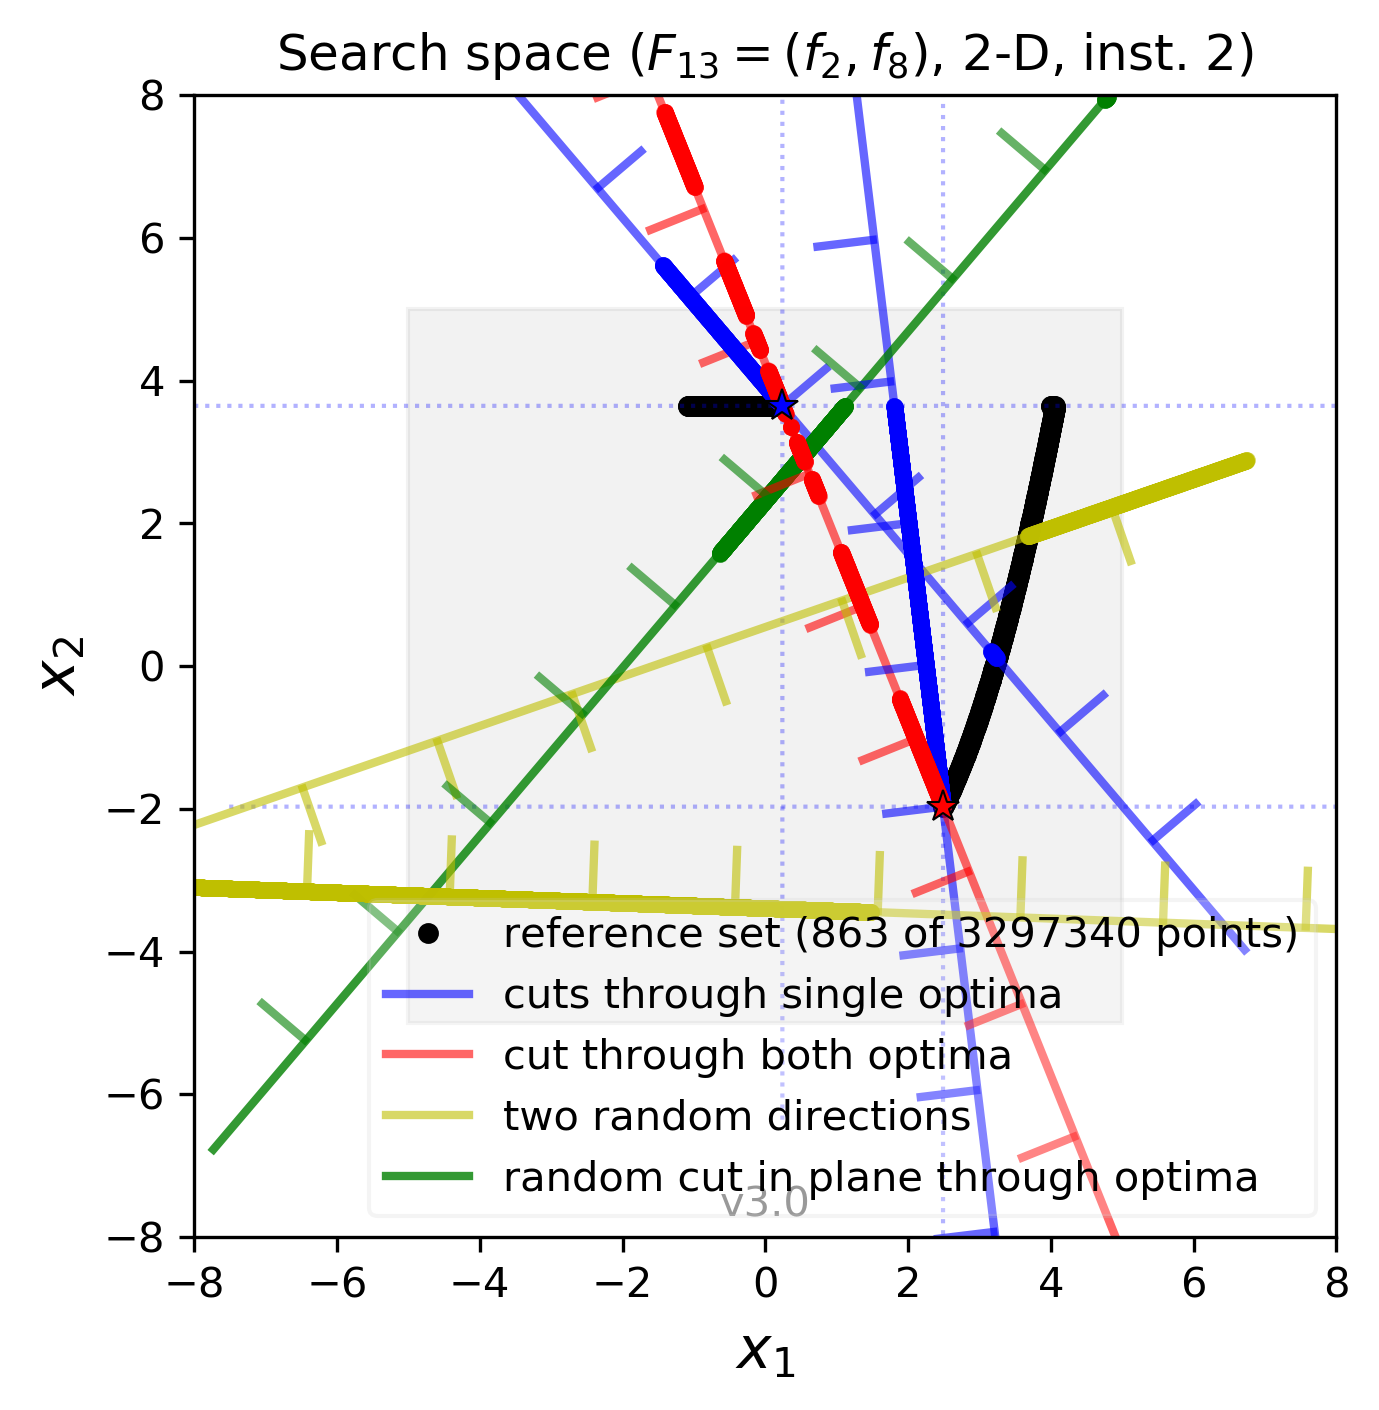 Search space (F₁₃ = (f₂, f₈), 2-D, inst. 2)
8
6
4
2
0
−2
−4
−6
−8
x₂
reference set (863 of 3297340 points)
cuts through single optima
cut through both optima
two random directions
random cut in plane through optima
v3.0
−8 −6 −4 −2 0 2 4 6 8
x₁